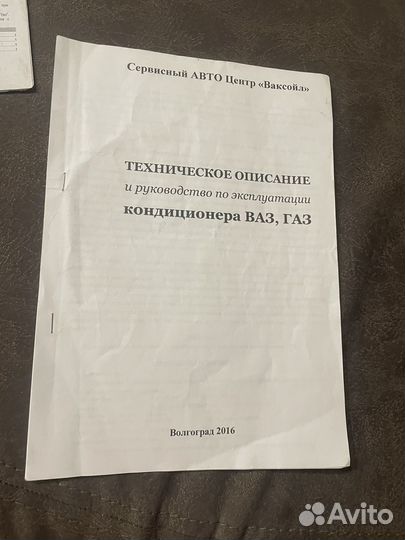 Сервисный АВТО Центр «Ваксойл»
ТЕХНИЧЕСКОЕ ОПИСАНИЕ
и руководство по эксплуатации
кондиционера ВАЗ, ГАЗ
Волгоград 2016
Avito